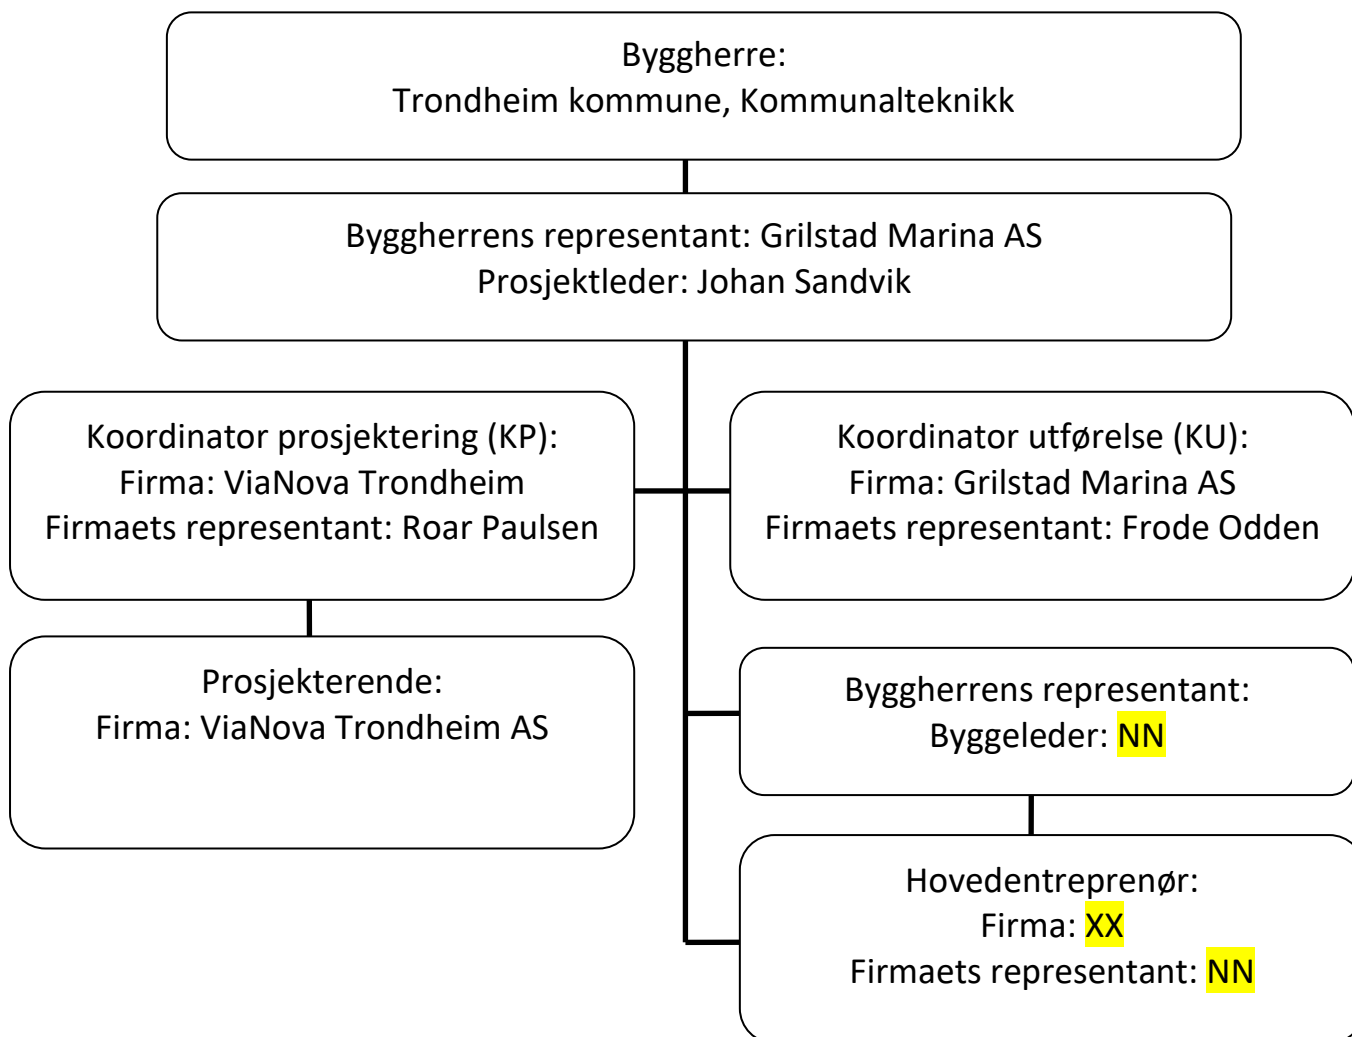 Byggherre:
Trondheim kommune, Kommunalteknikk
Byggherrens representant: Grilstad Marina AS
Prosjektleder: Johan Sandvik
Koordinator prosjektering (KP):
Firma: ViaNova Trondheim
Firmaets representant: Roar Paulsen
Koordinator utførelse (KU):
Firma: Grilstad Marina AS
Firmaets representant: Frode Odden
Prosjekterende:
Firma: ViaNova Trondheim AS
Byggherrens representant:
Byggeleder: NN
Hovedentreprenør:
Firma: XX
Firmaets representant: NN